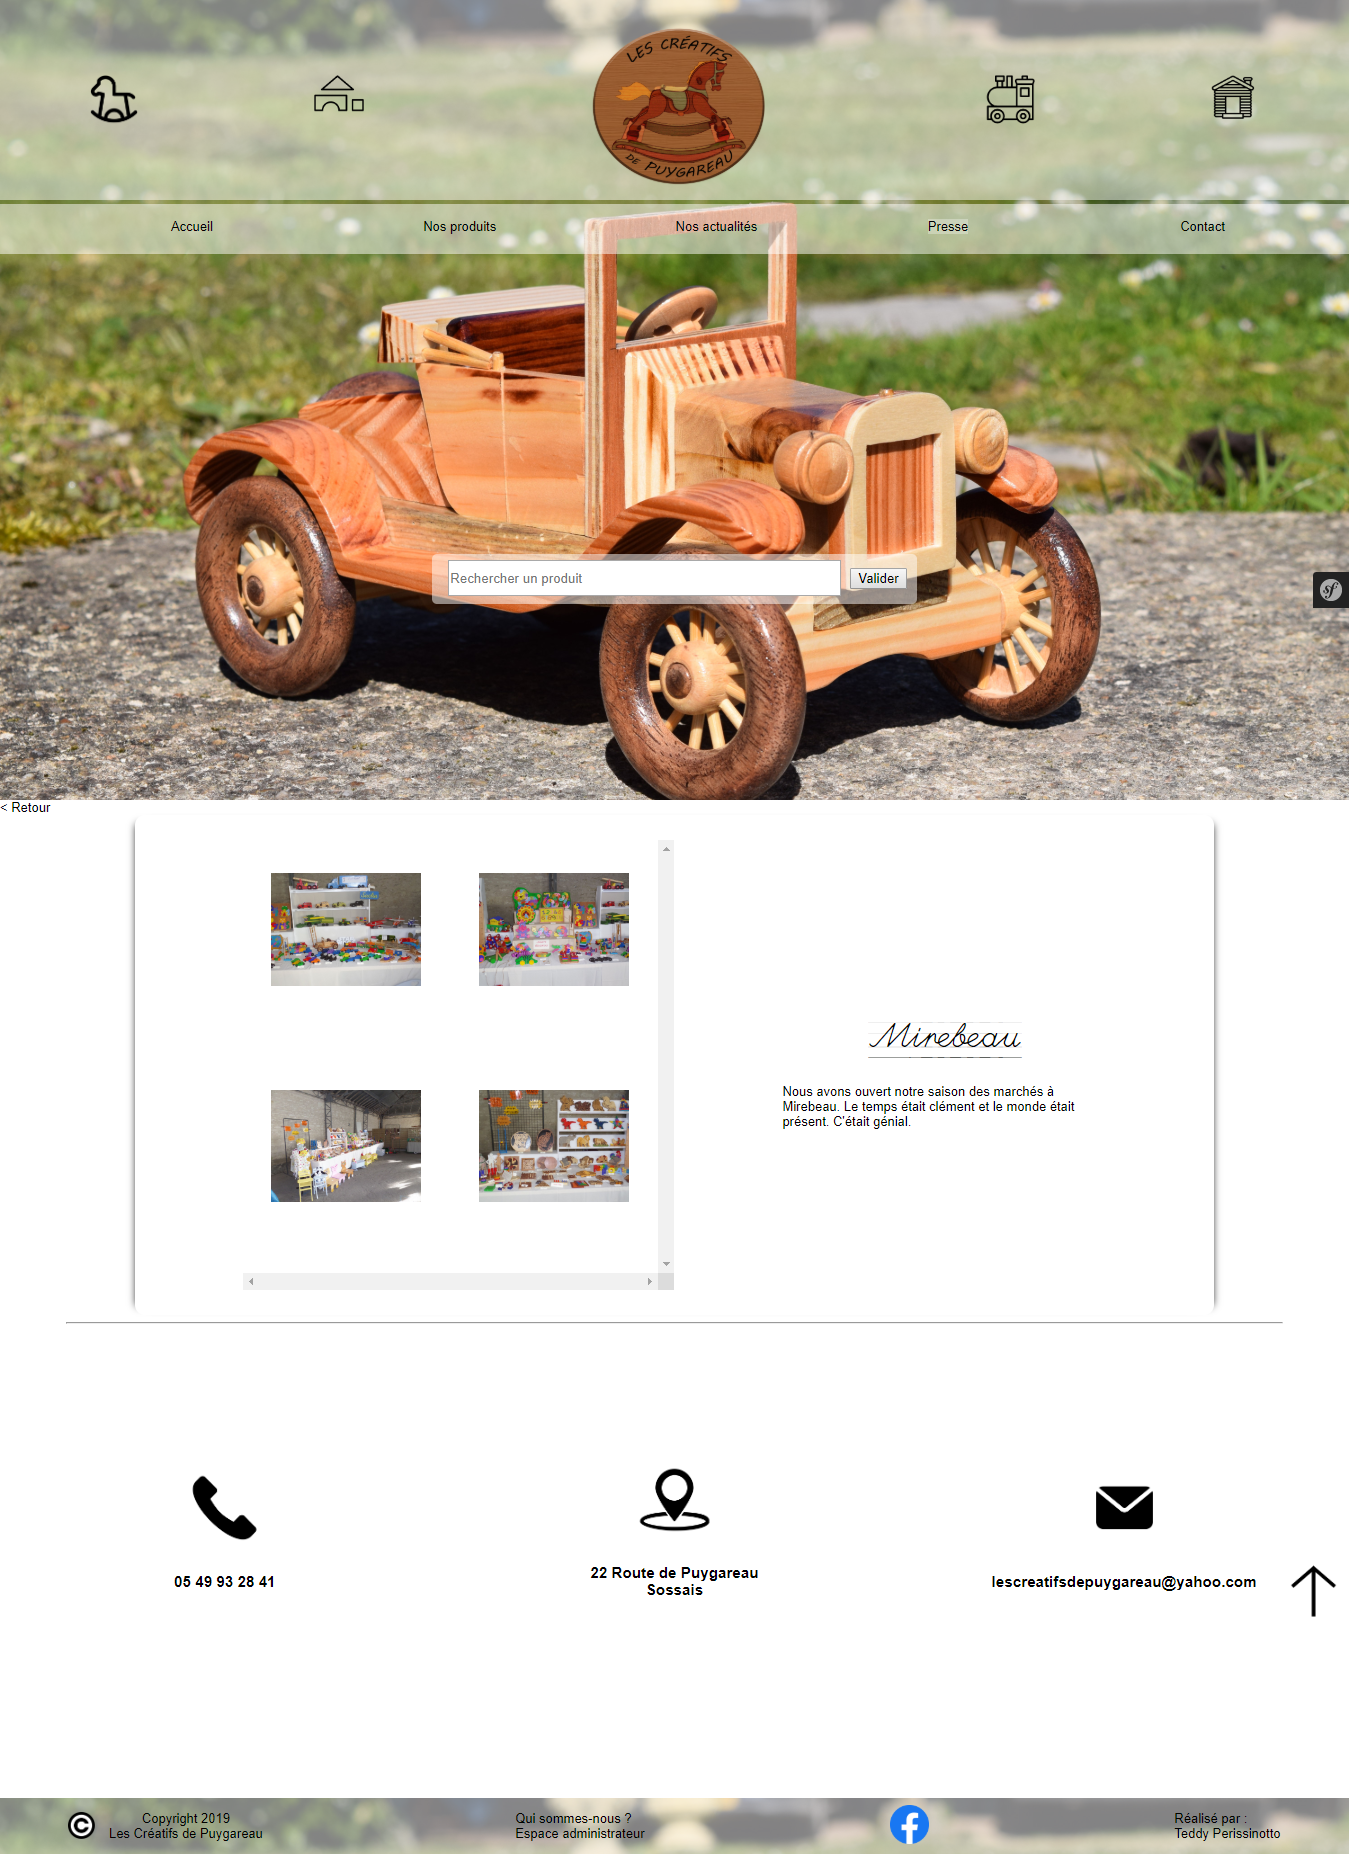 LES CRÉATIFS
DE PUYGAREAU
Accueil
Nos produits
Nos actualités
Presse
Contact
Rechercher un produit
Valider
sf
< Retour
Mirebeau
Nous avons ouvert notre saison des marchés à
Mirebeau. Le temps était clément et le monde était
présent. C'était génial.
05 49 93 28 41
22 Route de Puygareau
Sossais
lescreatifsdepuygareau@yahoo.com
Copyright 2019
Les Créatifs de Puygareau
Qui sommes-nous ?
Espace administrateur
Réalisé par :
Teddy Perissinotto